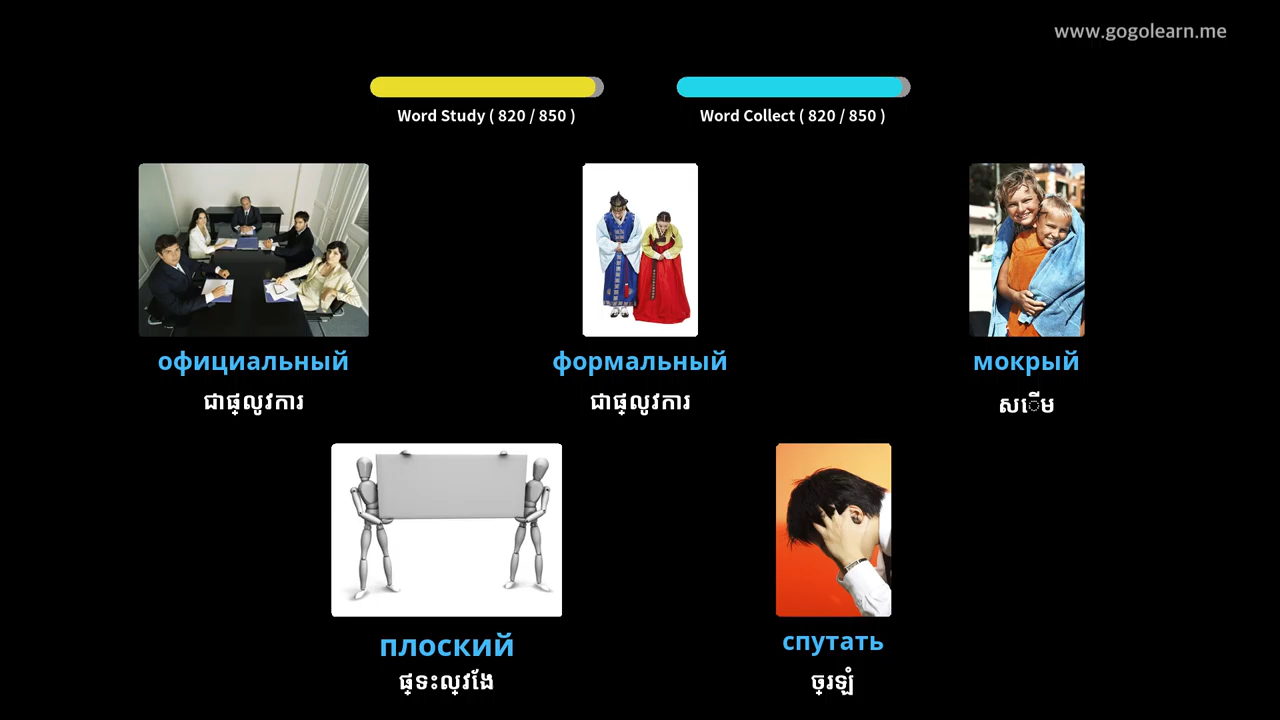 www.gogolearn.me
Word Study ( 820 / 850 )
Word Collect ( 820 / 850 )
официальный
формальный
мокрый
ជាផ្លូវការ
ជាផ្លូវការ
សើម
плоский
спутать
ផ្ទះល្វែង
ច្រឡំ